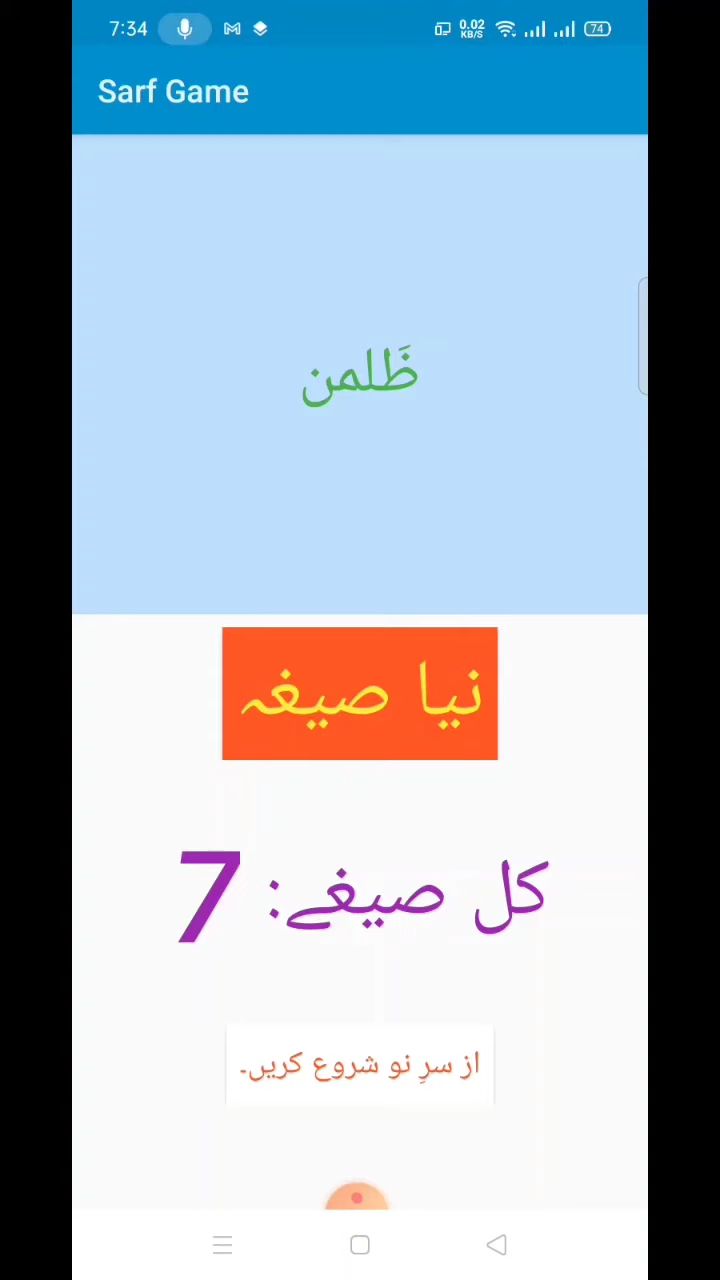 7:34 0.02 KB/S 74
Sarf Game
ظَلمن
نیا صیغہ
کل صیغے: 7
از سرِ نو شروع کریں۔